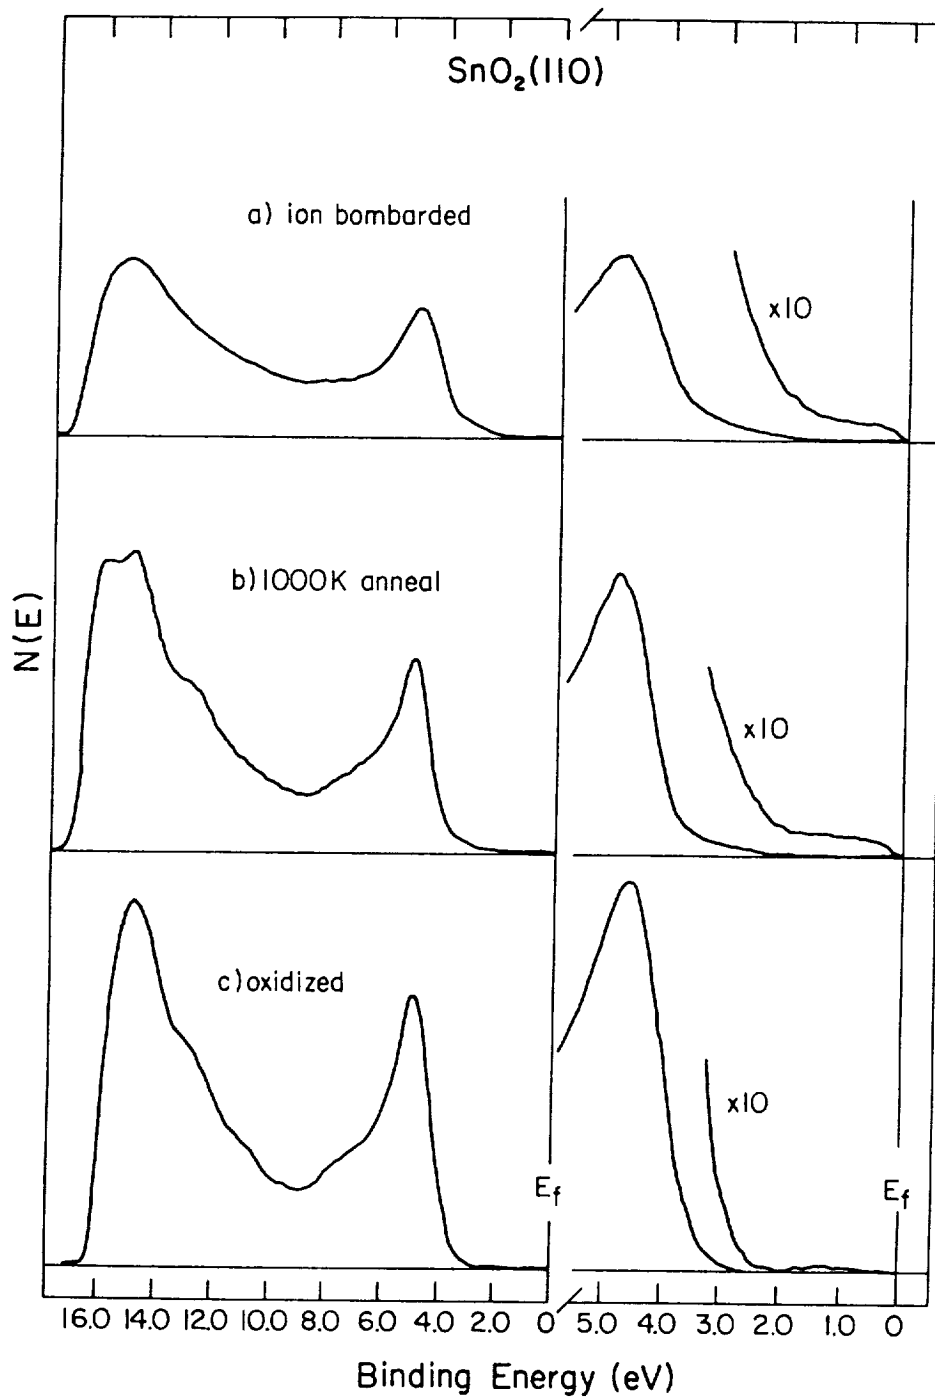 SnO₂(110)
a) ion bombarded
x10
b) 1000K anneal
x10
N(E)
c) oxidized
x10
E_f
E_f
16.0 14.0 12.0 10.0 8.0 6.0 4.0 2.0 0 5.0 4.0 3.0 2.0 1.0 0
Binding Energy (eV)